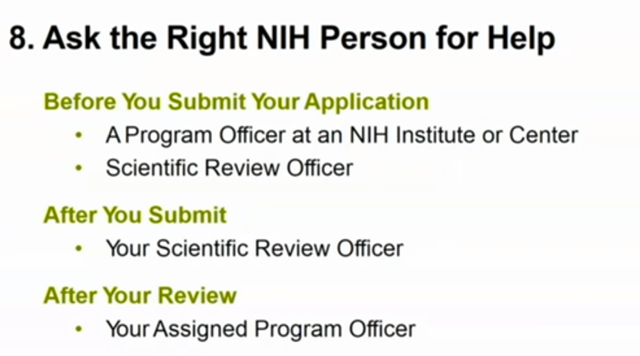 8. Ask the Right NIH Person for Help
Before You Submit Your Application
• A Program Officer at an NIH Institute or Center
• Scientific Review Officer
After You Submit
• Your Scientific Review Officer
After Your Review
• Your Assigned Program Officer